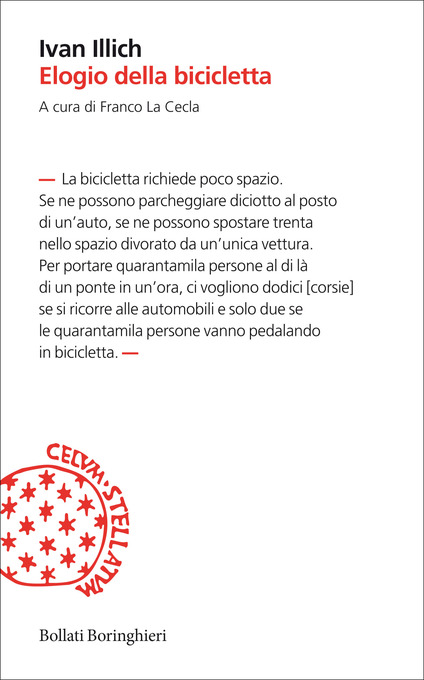 Ivan Illich
Elogio della bicicletta
A cura di Franco La Cecla
— La bicicletta richiede poco spazio.
Se ne possono parcheggiare diciotto al posto
di un’auto, se ne possono spostare trenta
nello spazio divorato da un’unica vettura.
Per portare quarantamila persone al di là
di un ponte in un’ora, ci vogliono dodici [corsie]
se si ricorre alle automobili e solo due se
le quarantamila persone vanno pedalando
in bicicletta. —
CELVM·STELLATVM
Bollati Boringhieri